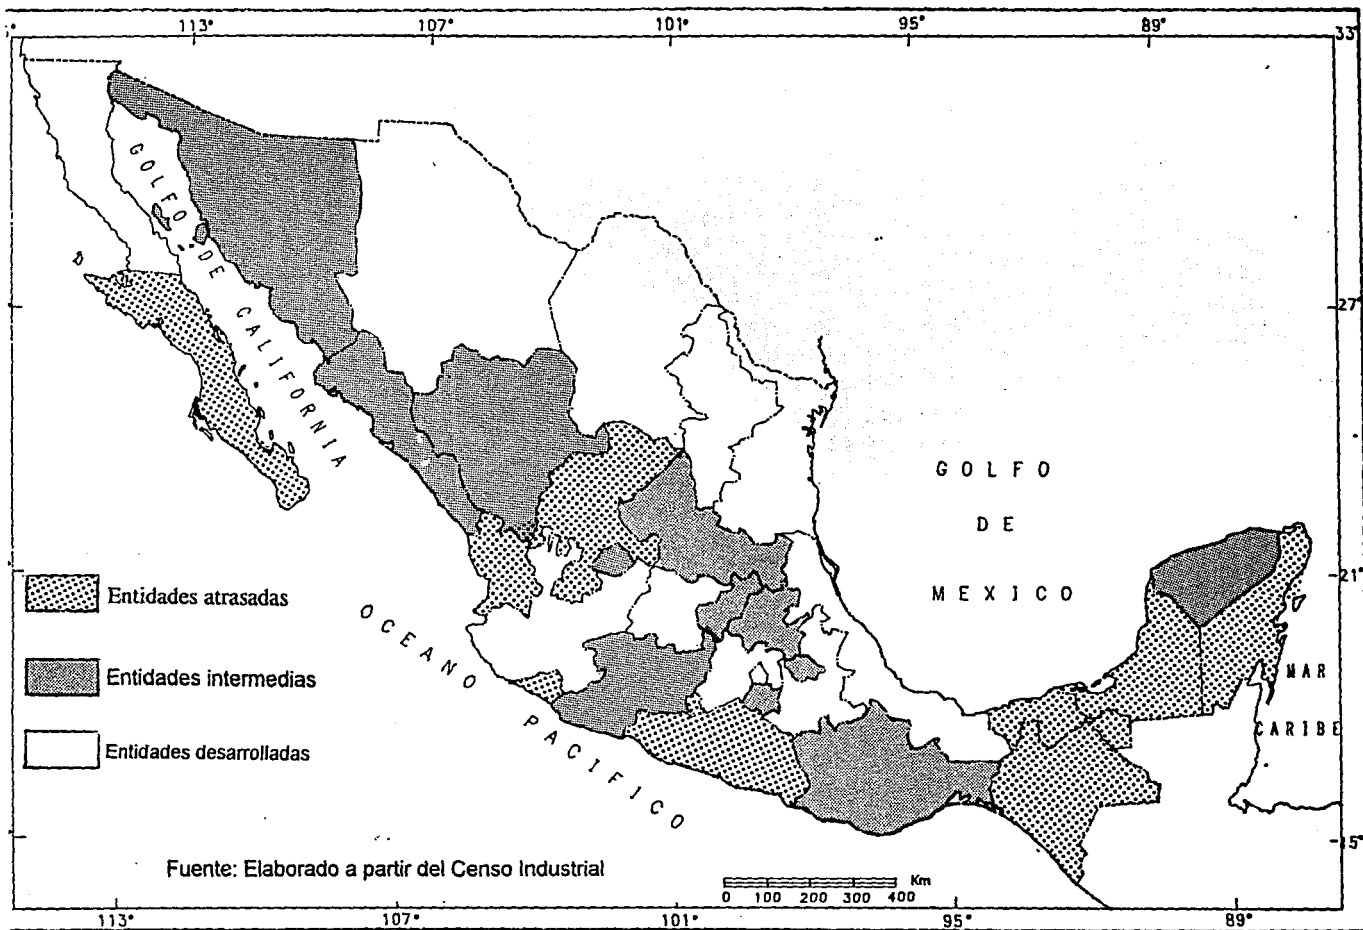 113° 107° 101° 95° 89°
33°
GOLFO DE CALIFORNIA
27°
GOLFO
DE
MEXICO
21°
Entidades atrasadas
Entidades intermedias
Entidades desarrolladas
OCEANO PACIFICO
MAR
CARIBE
15°
Fuente: Elaborado a partir del Censo Industrial
Km
0 100 200 300 400
113° 107° 101° 95° 89°